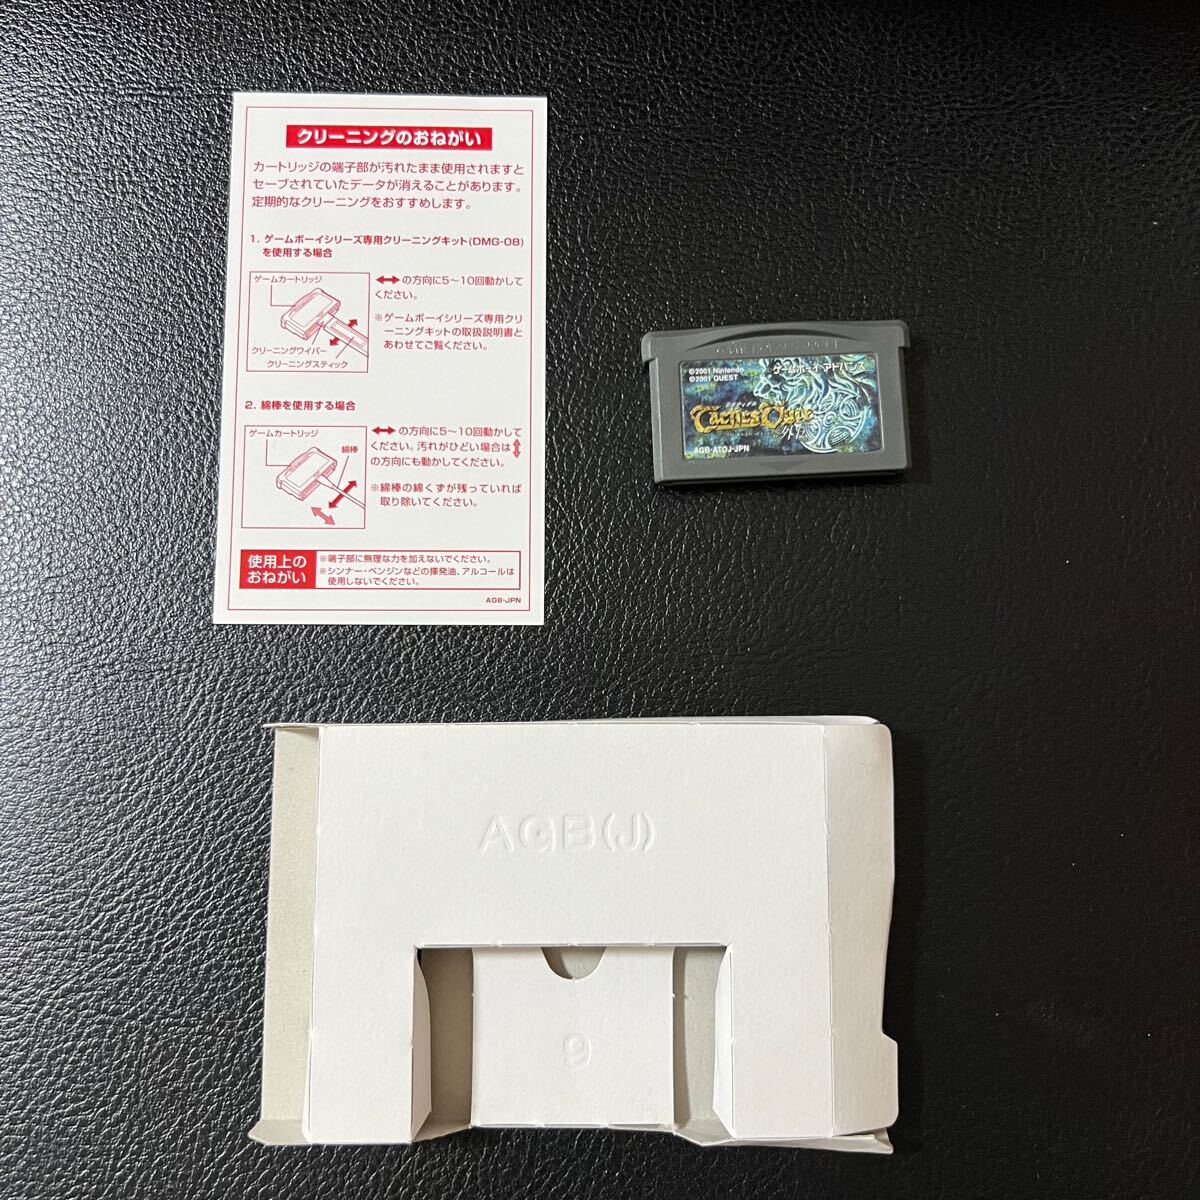 クリーニングのおねがい
カートリッジの端子部が汚れたまま使用されますと
セーブされていたデータが消えることがあります。
定期的なクリーニングをおすすめします。
1. ゲームボーイシリーズ専用クリーニングキット(DMG-08)
を使用する場合
ゲームカートリッジ
クリーニングワイパー
クリーニングスティック
の方向に5〜10回動かして
ください。
※ゲームボーイシリーズ専用クリ
ーニングキットの取扱説明書と
あわせてご覧ください。
2. 綿棒を使用する場合
ゲームカートリッジ
綿棒
の方向に5〜10回動かして
ください。汚れがひどい場合は
の方向にも動かしてください。
※綿棒の綿くずが残っていれば
取り除いてください。
使用上の
おねがい
※端子部に無理な力を加えないでください。
※シンナー・ベンジンなどの揮発油、アルコールは
使用しないでください。
AGB-JPN
©2001 Nintendo
©2001 QUEST
ゲームボーイアドバンス
Tactics Ogre
外伝
AGB-ATOJ-JPN
AGB(J)
9